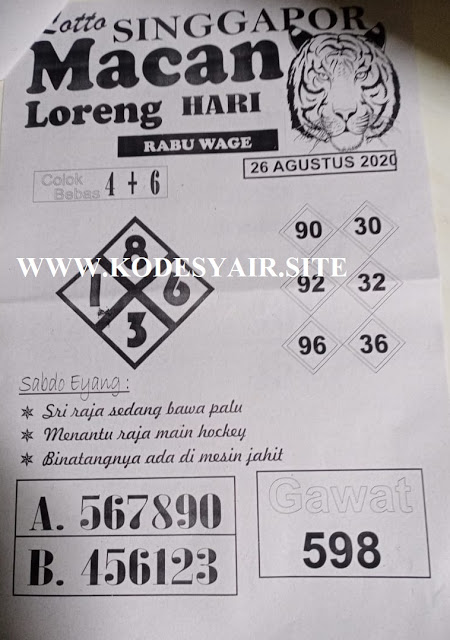 Lotto SINGGAPOR
Macan
Loreng HARI
RABU WAGE
26 AGUSTUS 2020
Colok Bebas 4 + 6
8
1 6
3
90 30
92 32
96 36
WWW.KODESYAIR.SITE
Sabdo Eyang :
✵ Sri raja sedang bawa palu
✵ Menantu raja main hockey
✵ Binatangnya ada di mesin jahit
A. 567890
B. 456123
Gawat
598